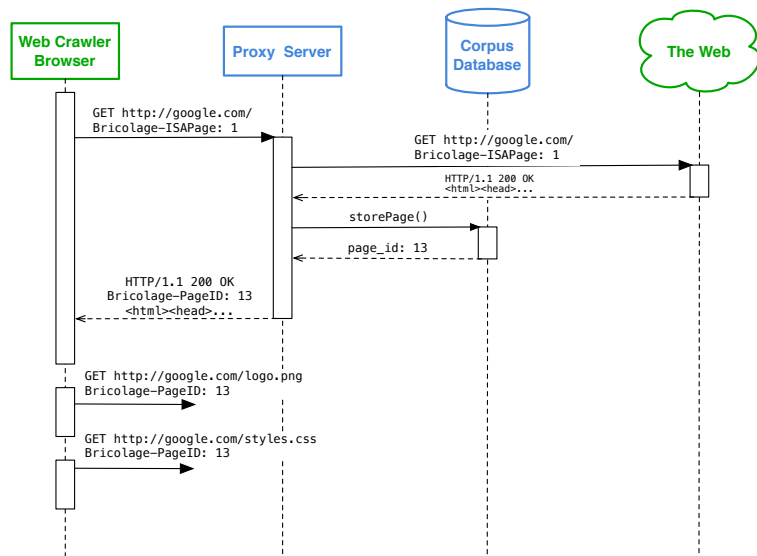 Web Crawler
Browser
Proxy Server
Corpus
Database
The Web
GET http://google.com/
Bricolage-ISAPage: 1
GET http://google.com/
Bricolage-ISAPage: 1
HTTP/1.1 200 OK
<html><head>...
storePage()
page_id: 13
HTTP/1.1 200 OK
Bricolage-PageID: 13
<html><head>...
GET http://google.com/logo.png
Bricolage-PageID: 13
GET http://google.com/styles.css
Bricolage-PageID: 13